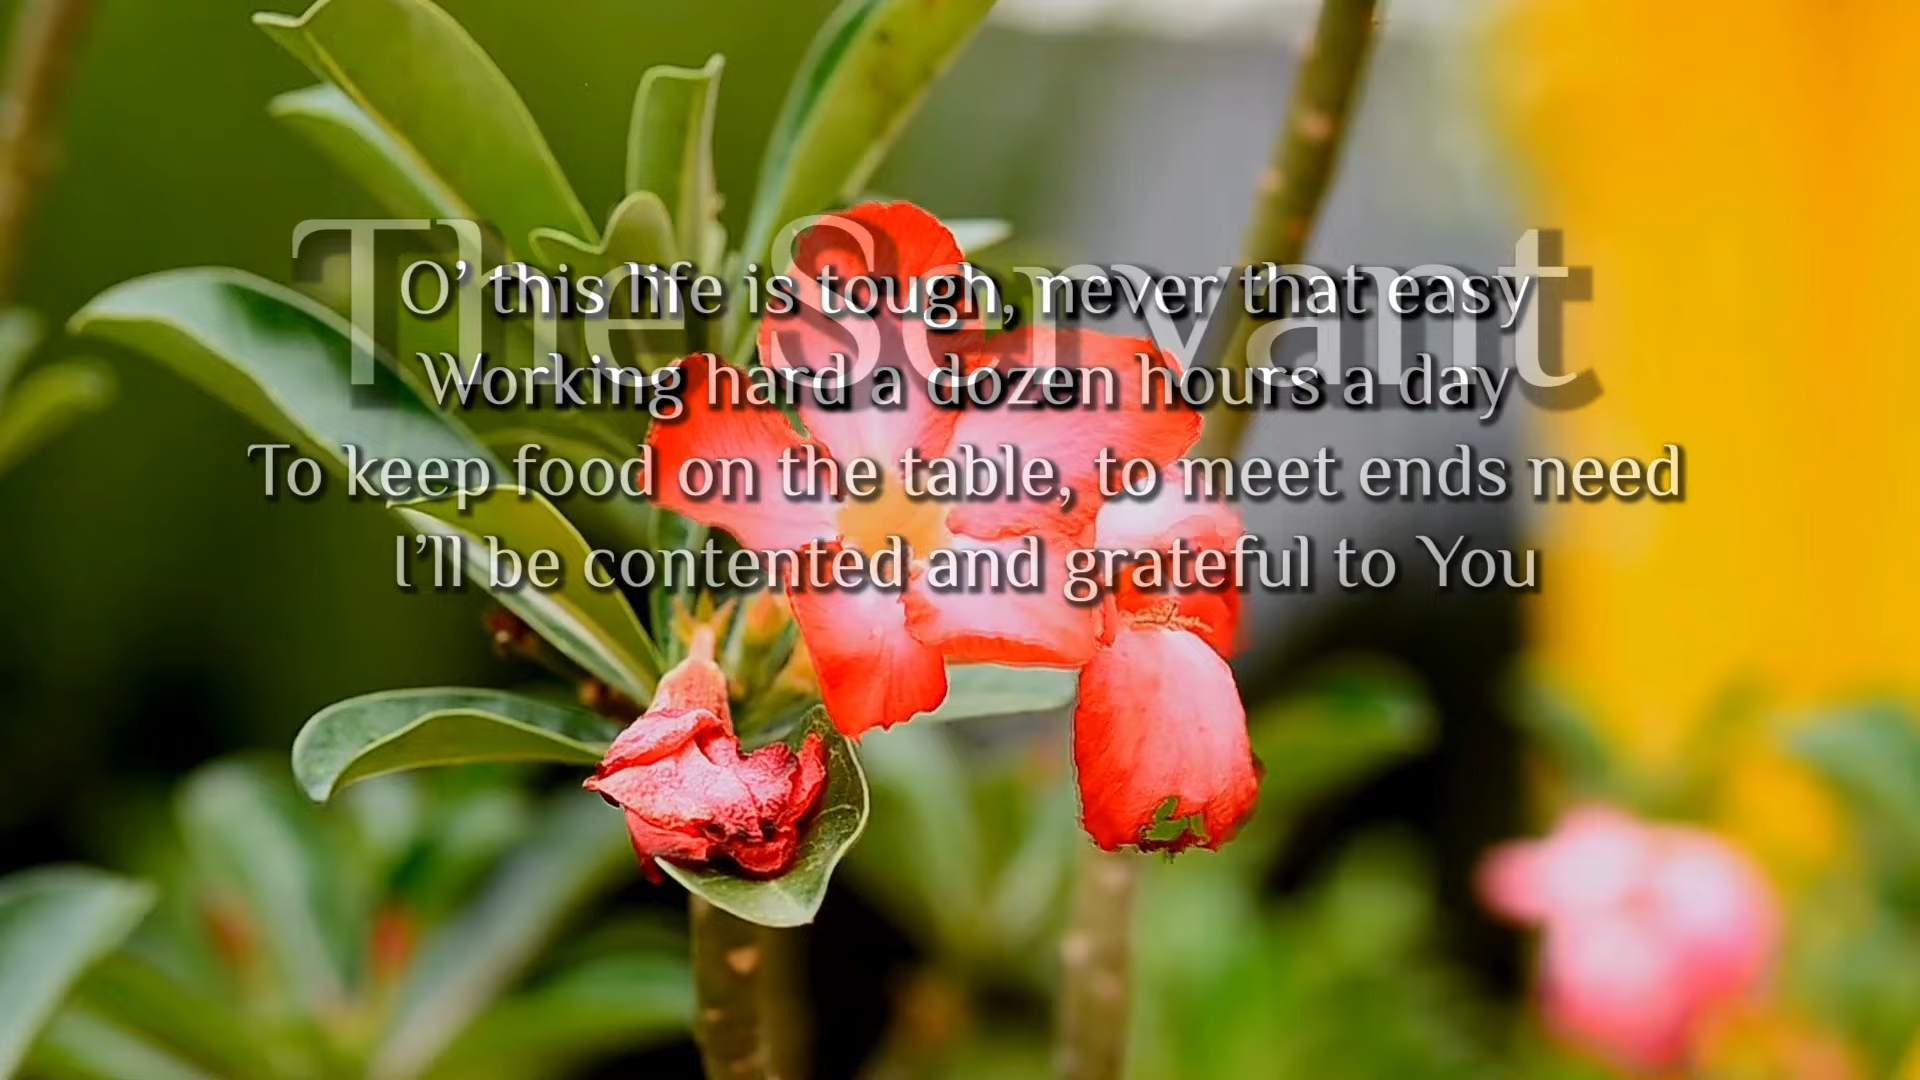 The Servant
O’ this life is tough, never that easy
Working hard a dozen hours a day
To keep food on the table, to meet ends need
I’ll be contented and grateful to You